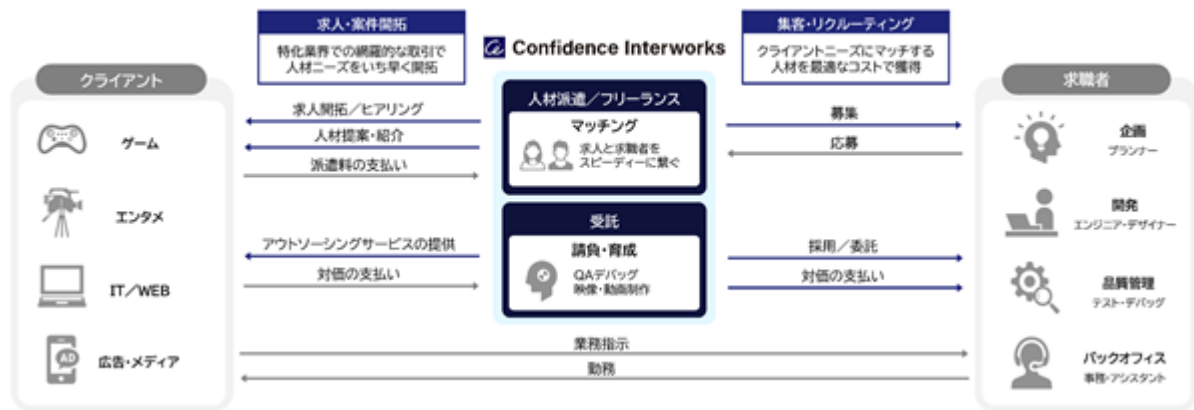 求人・案件開拓
特化業界での網羅的な取引で
人材ニーズをいち早く開拓
Confidence Interworks
集客・リクルーティング
クライアントニーズにマッチする
人材を最適なコストで獲得
クライアント
ゲーム
エンタメ
IT/WEB
AD
広告・メディア
求人開拓/ヒアリング
人材提案・紹介
派遣料の支払い
アウトソーシングサービスの提供
対価の支払い
人材派遣/フリーランス
マッチング
求人と求職者を
スピーディーに繋ぐ
受託
請負・育成
QAデバッグ
映像・動画制作
募集
応募
採用/委託
対価の支払い
業務指示
勤務
求職者
企画
プランナー
開発
エンジニア・デザイナー
品質管理
テスト・デバッグ
バックオフィス
事務・アシスタント